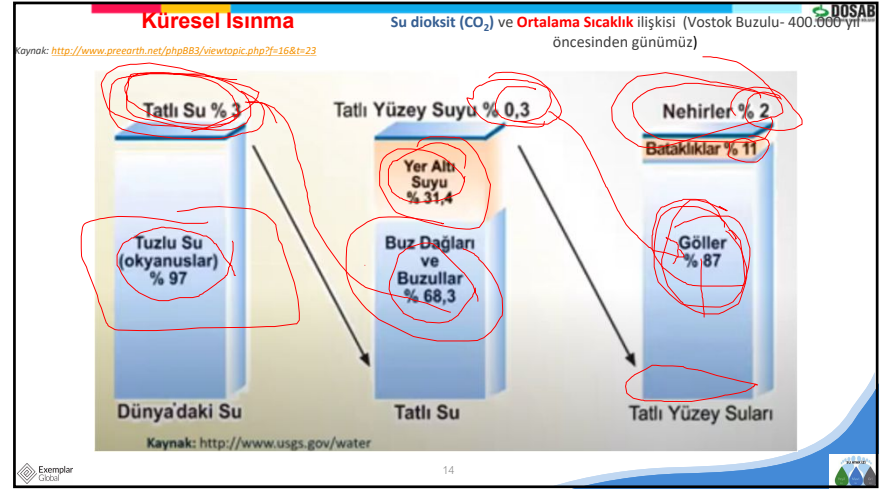 Küresel Isınma
Su dioksit (CO₂) ve Ortalama Sıcaklık ilişkisi (Vostok Buzulu- 400.000 yıl
öncesinden günümüz)
DOSAB
Kaynak: http://www.preearth.net/phpBB3/viewtopic.php?f=16&t=23
Tatlı Su % 3
Tatlı Yüzey Suyu % 0,3
Nehirler % 2
Bataklıklar % 11
Yer Altı
Suyu
% 31,4
Tuzlu Su
(okyanuslar)
% 97
Buz Dağları
ve
Buzullar
% 68,3
Göller
% 87
Dünya'daki Su
Tatlı Su
Tatlı Yüzey Suları
Kaynak: http://www.usgs.gov/water
Exemplar
Global
14